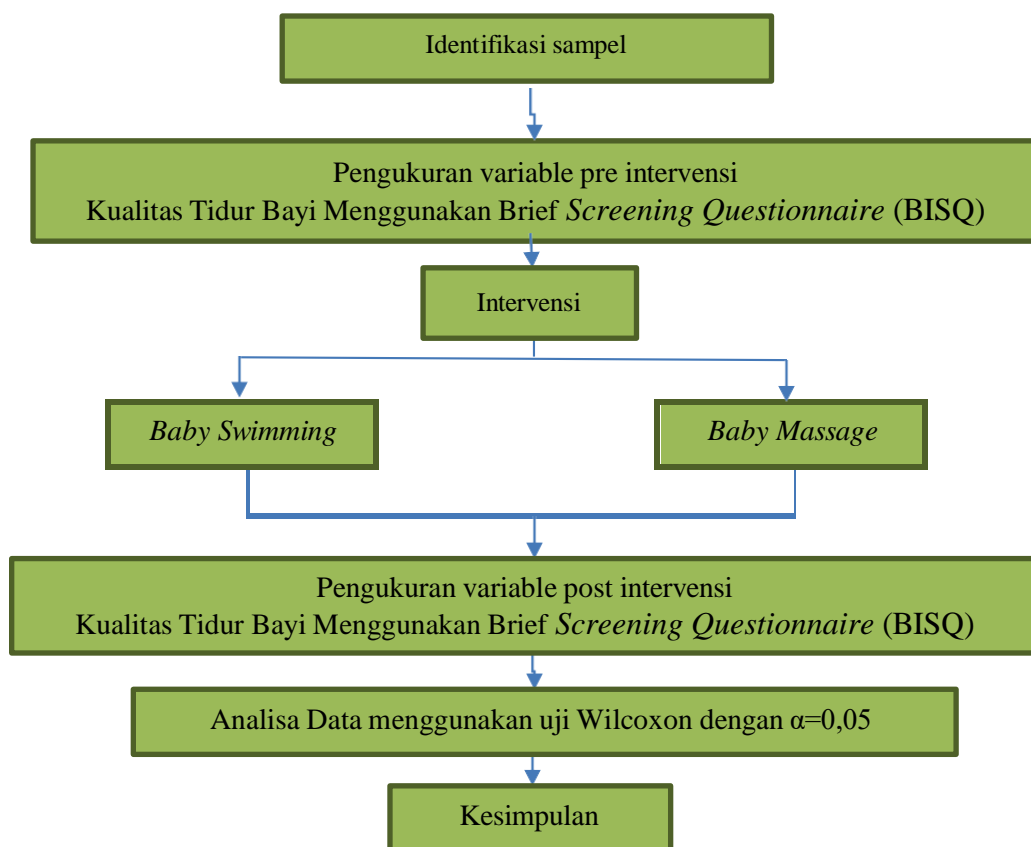 Identifikasi sampel
Pengukuran variable pre intervensi
Kualitas Tidur Bayi Menggunakan Brief Screening Questionnaire (BISQ)
Intervensi
Baby Swimming
Baby Massage
Pengukuran variable post intervensi
Kualitas Tidur Bayi Menggunakan Brief Screening Questionnaire (BISQ)
Analisa Data menggunakan uji Wilcoxon dengan α=0,05
Kesimpulan